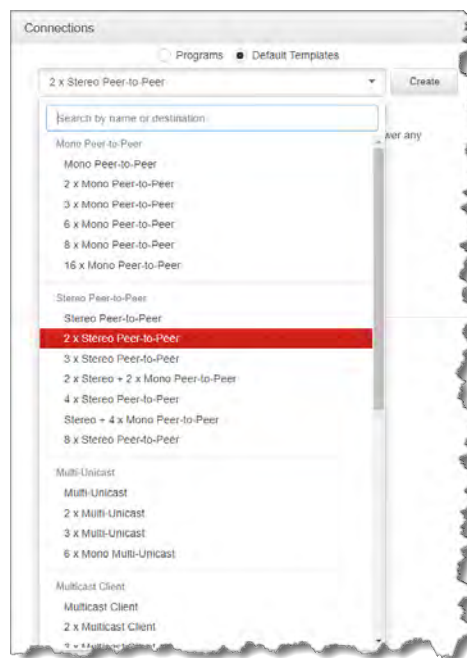 Connections
Programs Default Templates
2 x Stereo Peer-to-Peer Create
Search by name or destination
wer any
Mono Peer-to-Peer
Mono Peer-to-Peer
2 x Mono Peer-to-Peer
3 x Mono Peer-to-Peer
6 x Mono Peer-to-Peer
8 x Mono Peer-to-Peer
16 x Mono Peer-to-Peer
Stereo Peer-to-Peer
Stereo Peer-to-Peer
2 x Stereo Peer-to-Peer
3 x Stereo Peer-to-Peer
2 x Stereo + 2 x Mono Peer-to-Peer
4 x Stereo Peer-to-Peer
Stereo + 4 x Mono Peer-to-Peer
8 x Stereo Peer-to-Peer
Multi-Unicast
Multi-Unicast
2 x Multi-Unicast
3 x Multi-Unicast
6 x Mono Multi-Unicast
Multicast Client
Multicast Client
2 x Multicast Client
3 x Multicast Client